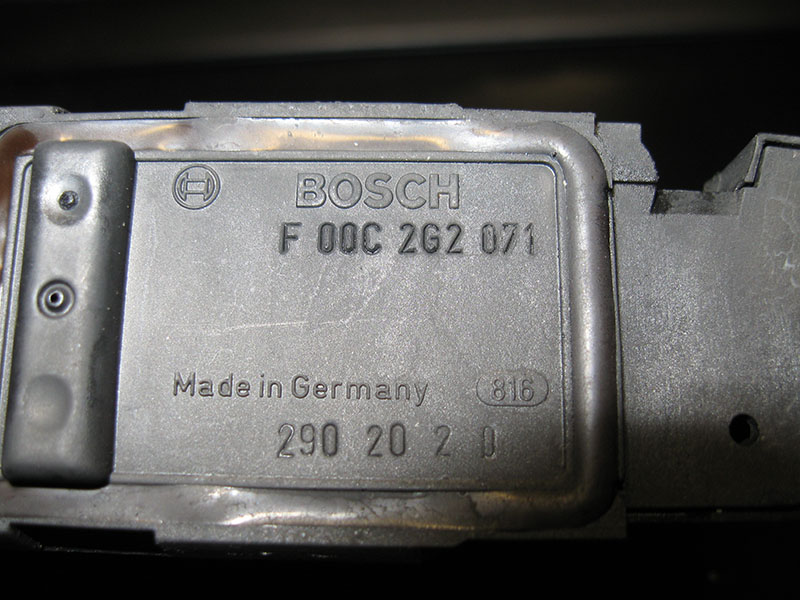 BOSCH
F 00C 2G2 071
Made in Germany 816
290 20 2 0